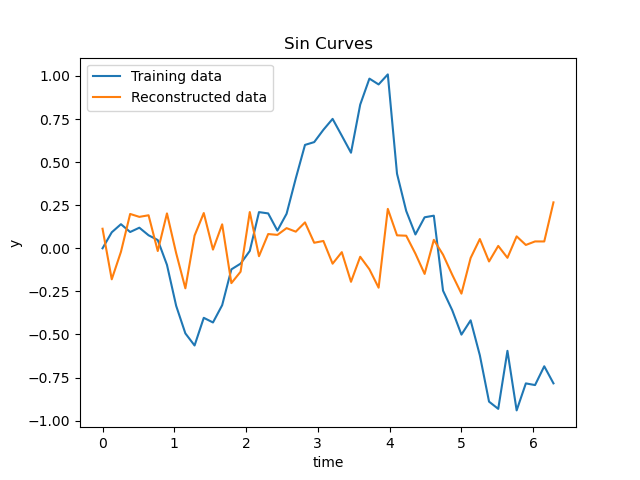 Sin Curves
Training data
Reconstructed data
1.00
0.75
0.50
0.25
0.00
−0.25
−0.50
−0.75
−1.00
y
0 1 2 3 4 5 6
time